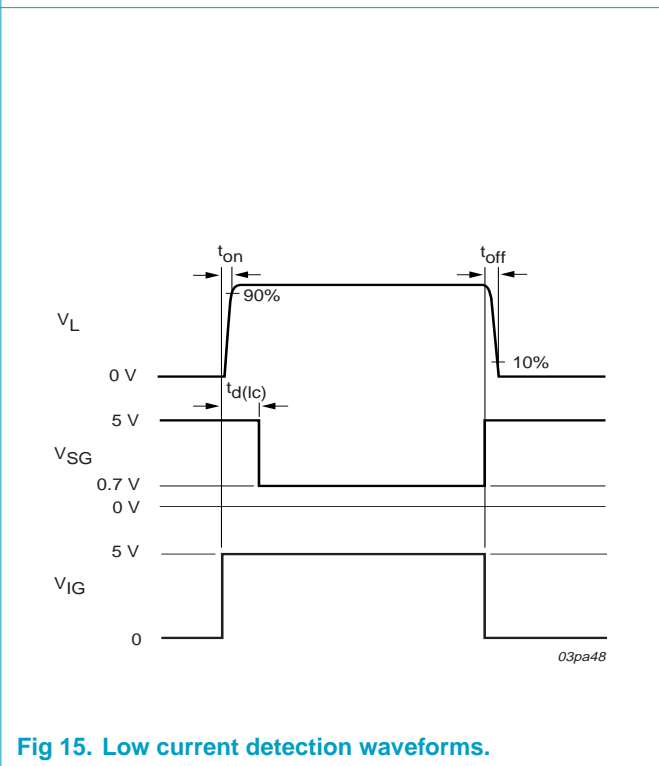 ton
toff
90%
VL
10%
0 V
td(lc)
5 V
VSG
0.7 V
0 V
5 V
VIG
0
03pa48
Fig 15. Low current detection waveforms.